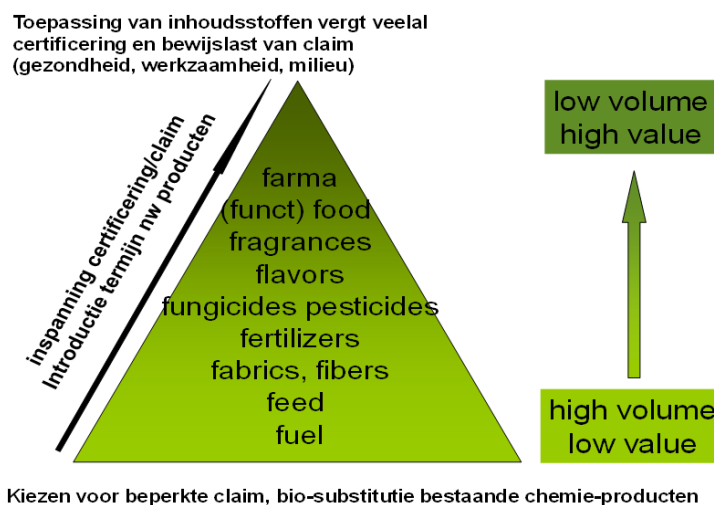 Toepassing van inhoudsstoffen vergt veelal
certificering en bewijslast van claim
(gezondheid, werkzaamheid, milieu)
inspanning certificering/claim
Introductie termijn nw producten
farma
(funct) food
fragrances
flavors
fungicides pesticides
fertilizers
fabrics, fibers
feed
fuel
low volume
high value
high volume
low value
Kiezen voor beperkte claim, bio-substitutie bestaande chemie-producten